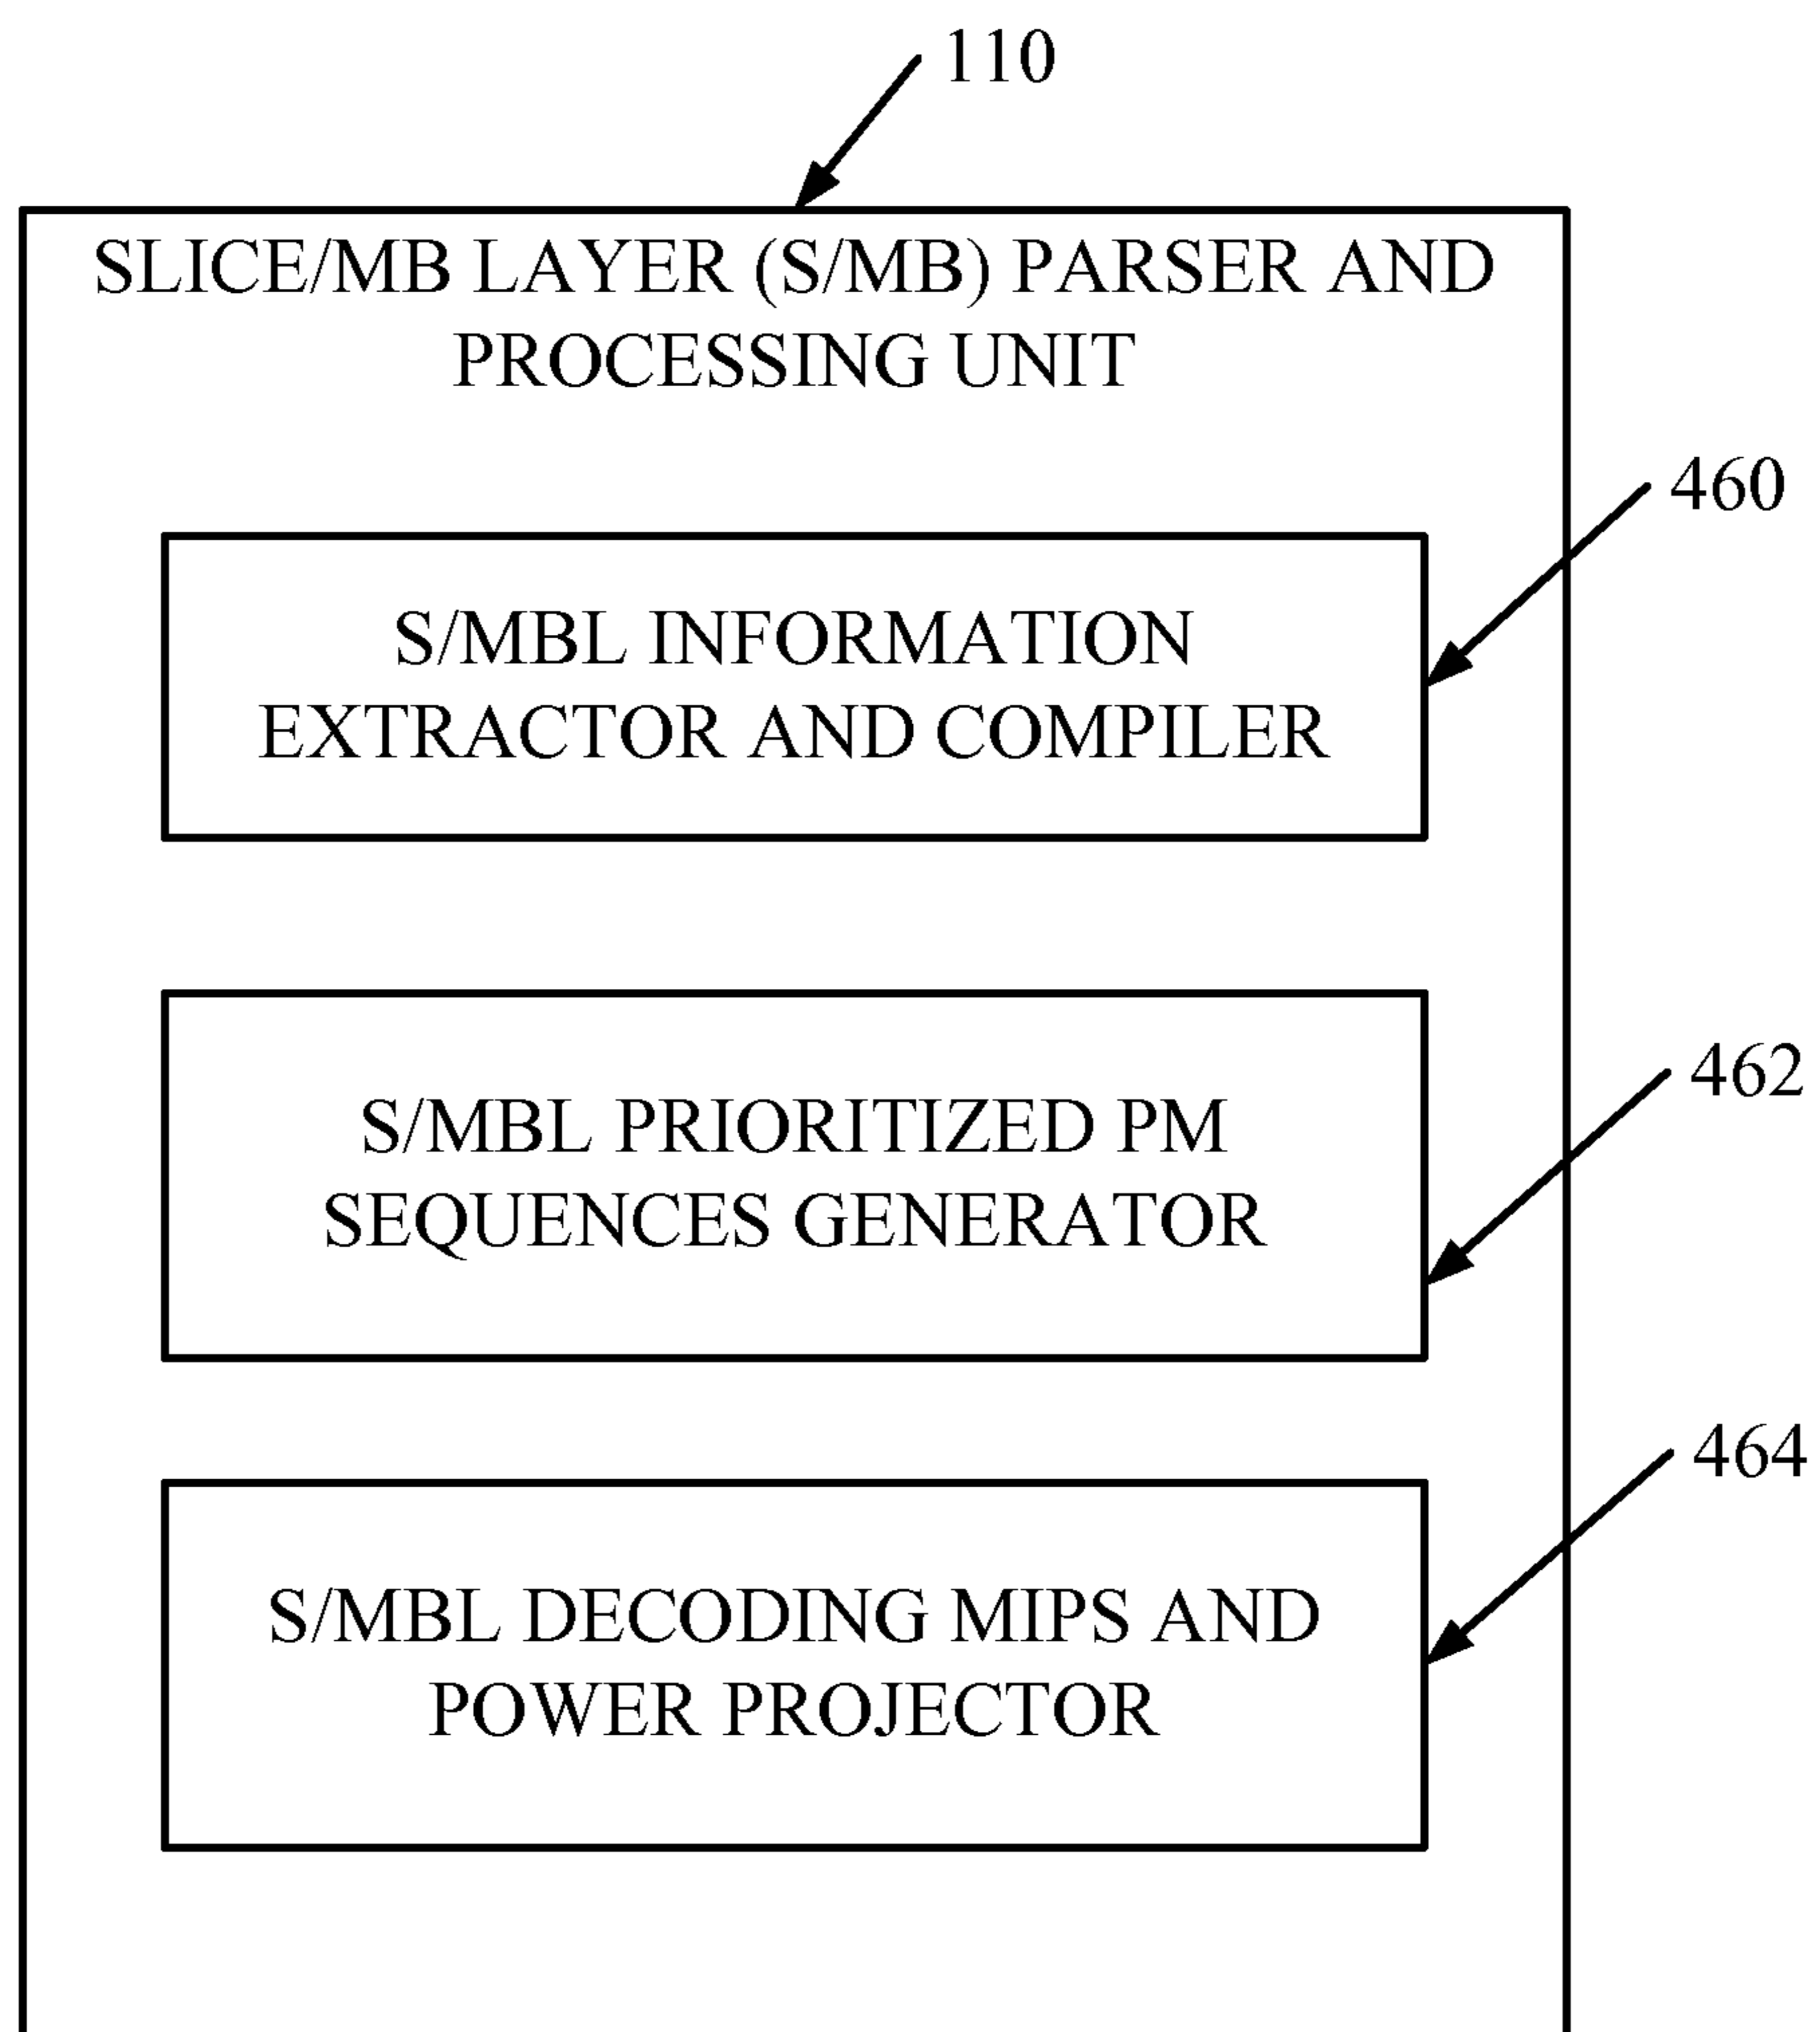 110
SLICE/MB LAYER (S/MB) PARSER AND
PROCESSING UNIT
460
S/MBL INFORMATION
EXTRACTOR AND COMPILER
462
S/MBL PRIORITIZED PM
SEQUENCES GENERATOR
464
S/MBL DECODING MIPS AND
POWER PROJECTOR